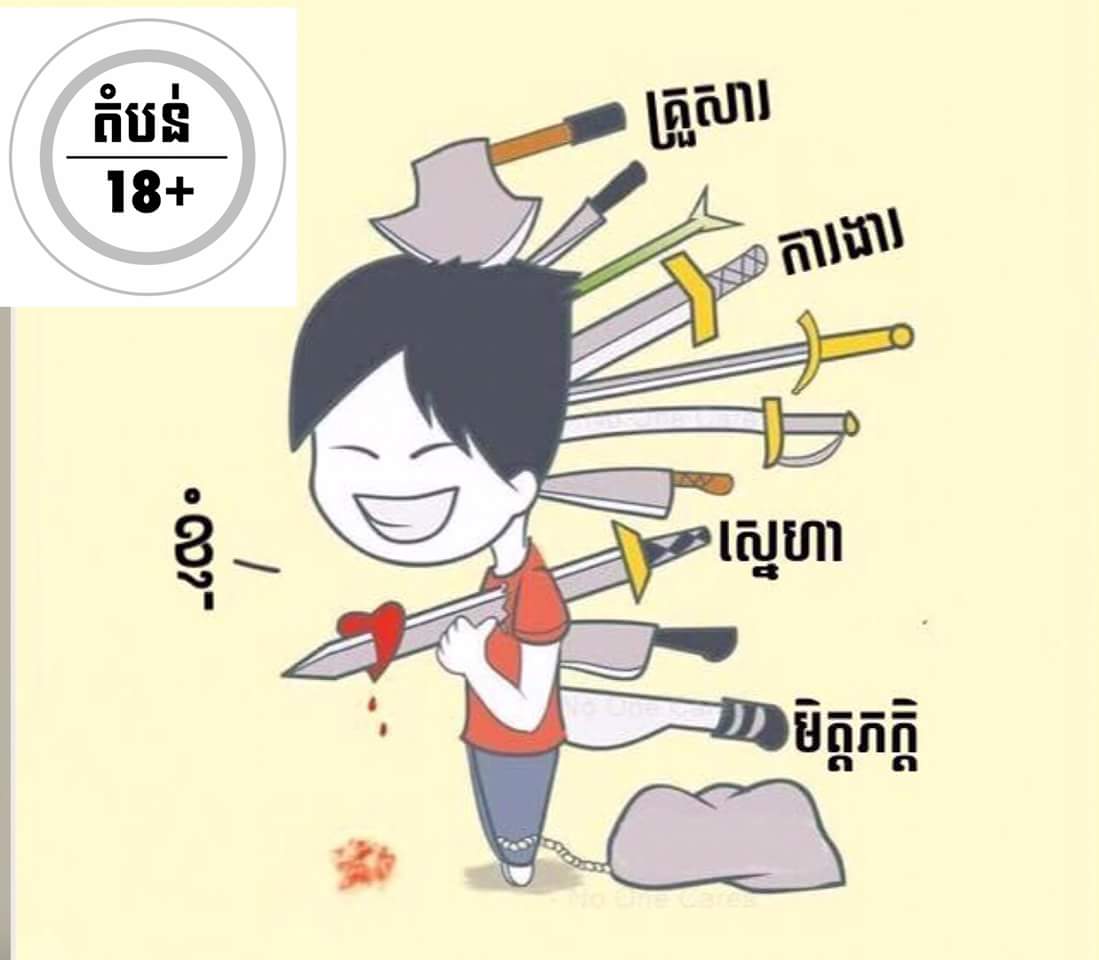 តំបន់
18+
គ្រួសារ
ការងារ
No One Care
ស្នេហា
ខ្ញុំ
No One Cares
មិត្តភក្តិ
- No One Cares